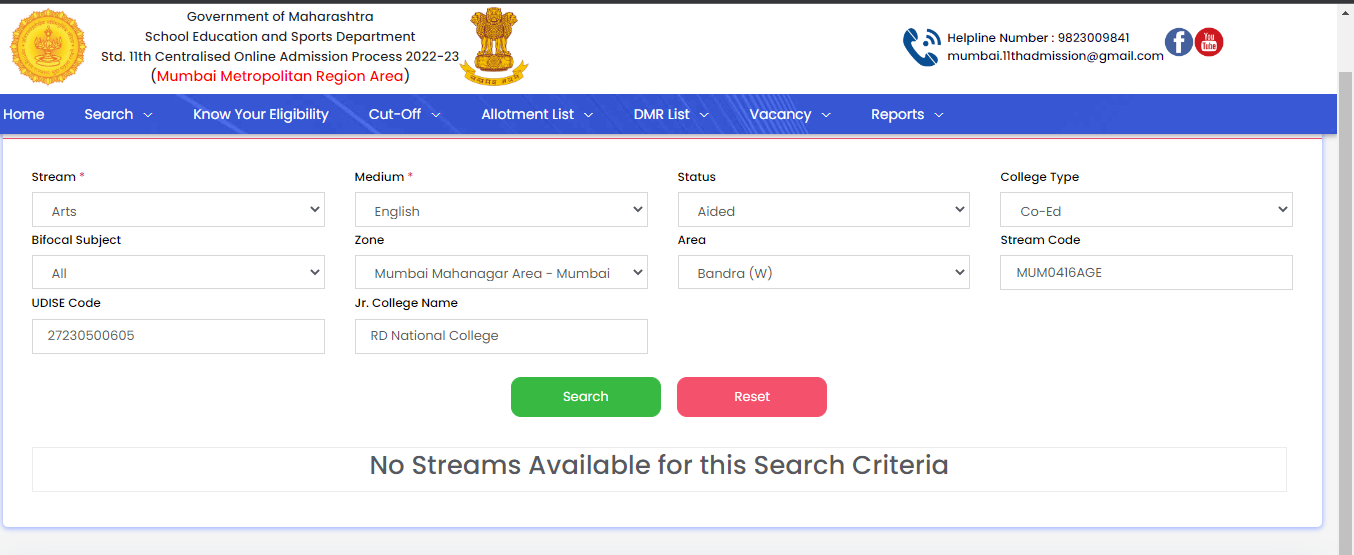 Government of Maharashtra
School Education and Sports Department
Std. 11th Centralised Online Admission Process 2022-23
(Mumbai Metropolitan Region Area)
Helpline Number : 9823009841
mumbai.11thadmission@gmail.com
You
Tube
Home Search Know Your Eligibility Cut-Off Allotment List DMR List Vacancy Reports
Stream * Medium * Status College Type
Arts English Aided Co-Ed
Bifocal Subject Zone Area Stream Code
All Mumbai Mahanagar Area - Mumbai Bandra (W) MUM0416AGE
UDISE Code Jr. College Name
27230500605 RD National College
Search Reset
No Streams Available for this Search Criteria